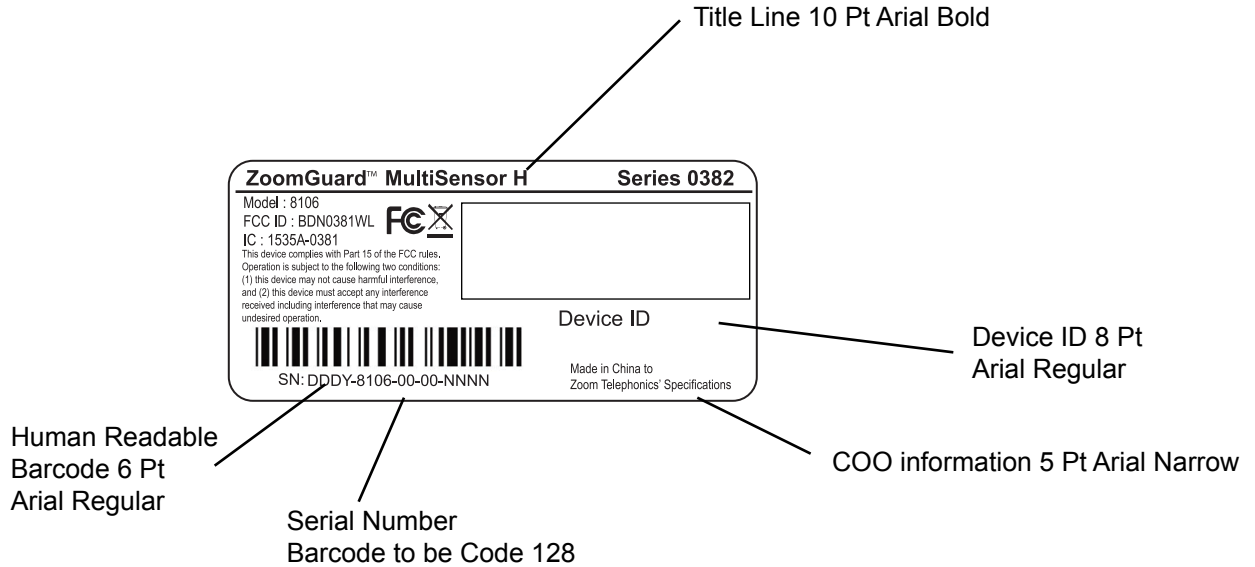 Title Line 10 Pt Arial Bold
ZoomGuard™ MultiSensor H Series 0382
Model : 8106
FCC ID : BDN0381WL
IC : 1535A-0381
FC
This device complies with Part 15 of the FCC rules.
Operation is subject to the following two conditions:
(1) this device may not cause harmful interference,
and (2) this device must accept any interference
received including interference that may cause
undesired operation.
Device ID
SN: DDDY-8106-00-00-NNNN
Made in China to
Zoom Telephonics' Specifications
Device ID 8 Pt
Arial Regular
Human Readable
Barcode 6 Pt
Arial Regular
COO information 5 Pt Arial Narrow
Serial Number
Barcode to be Code 128